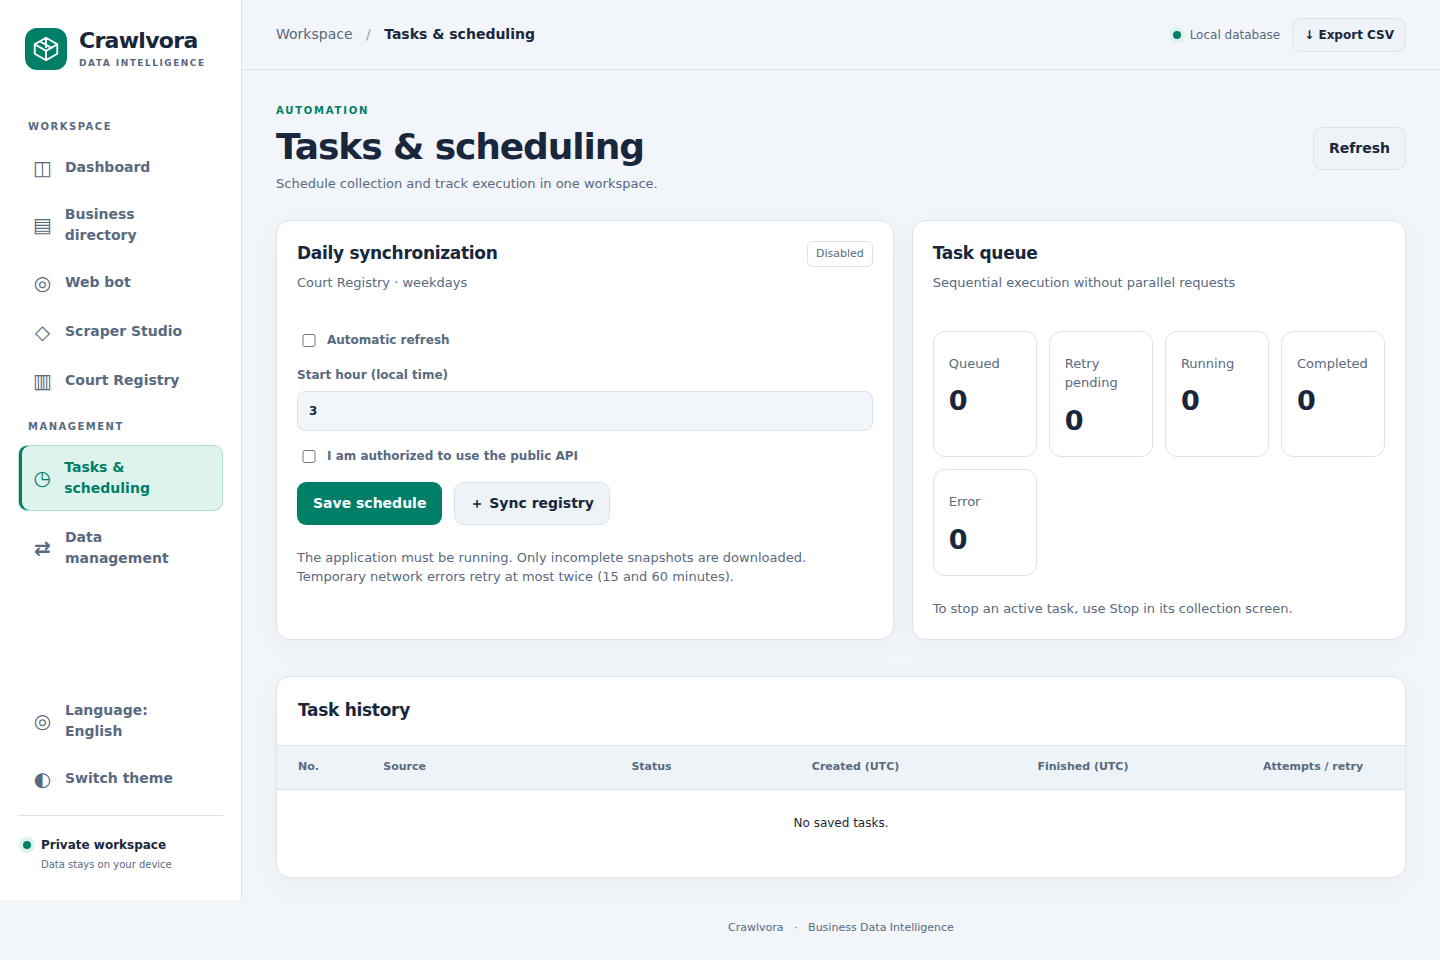 Crawlvora
DATA INTELLIGENCE
WORKSPACE
Dashboard
Business
directory
Web bot
Scraper Studio
Court Registry
MANAGEMENT
Tasks &
scheduling
Data
management
Language:
English
Switch theme
Private workspace
Data stays on your device
Workspace / Tasks & scheduling
Local database
↓ Export CSV
AUTOMATION
Tasks & scheduling
Schedule collection and track execution in one workspace.
Refresh
Daily synchronization
Disabled
Court Registry · weekdays
Automatic refresh
Start hour (local time)
3
I am authorized to use the public API
Save schedule
+ Sync registry
The application must be running. Only incomplete snapshots are downloaded.
Temporary network errors retry at most twice (15 and 60 minutes).
Task queue
Sequential execution without parallel requests
Queued
0
Retry
pending
0
Running
0
Completed
0
Error
0
To stop an active task, use Stop in its collection screen.
Task history
No. Source Status Created (UTC) Finished (UTC) Attempts / retry
No saved tasks.
Crawlvora · Business Data Intelligence